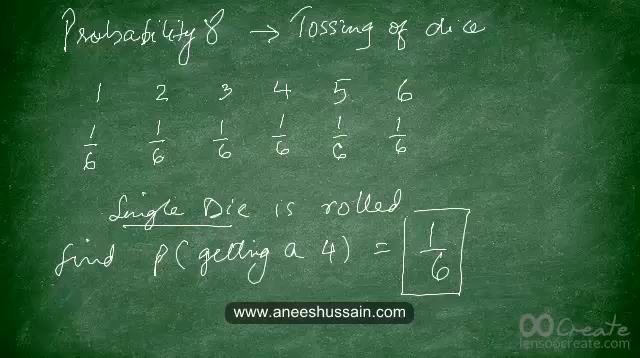 Probability → Tossing of dice
1 2 3 4 5 6
1/6 1/6 1/6 1/6 1/6 1/6
Single Die is rolled
find P(getting a 4) = 1/6
www.aneeshussain.com
Create
lensoocreate.com